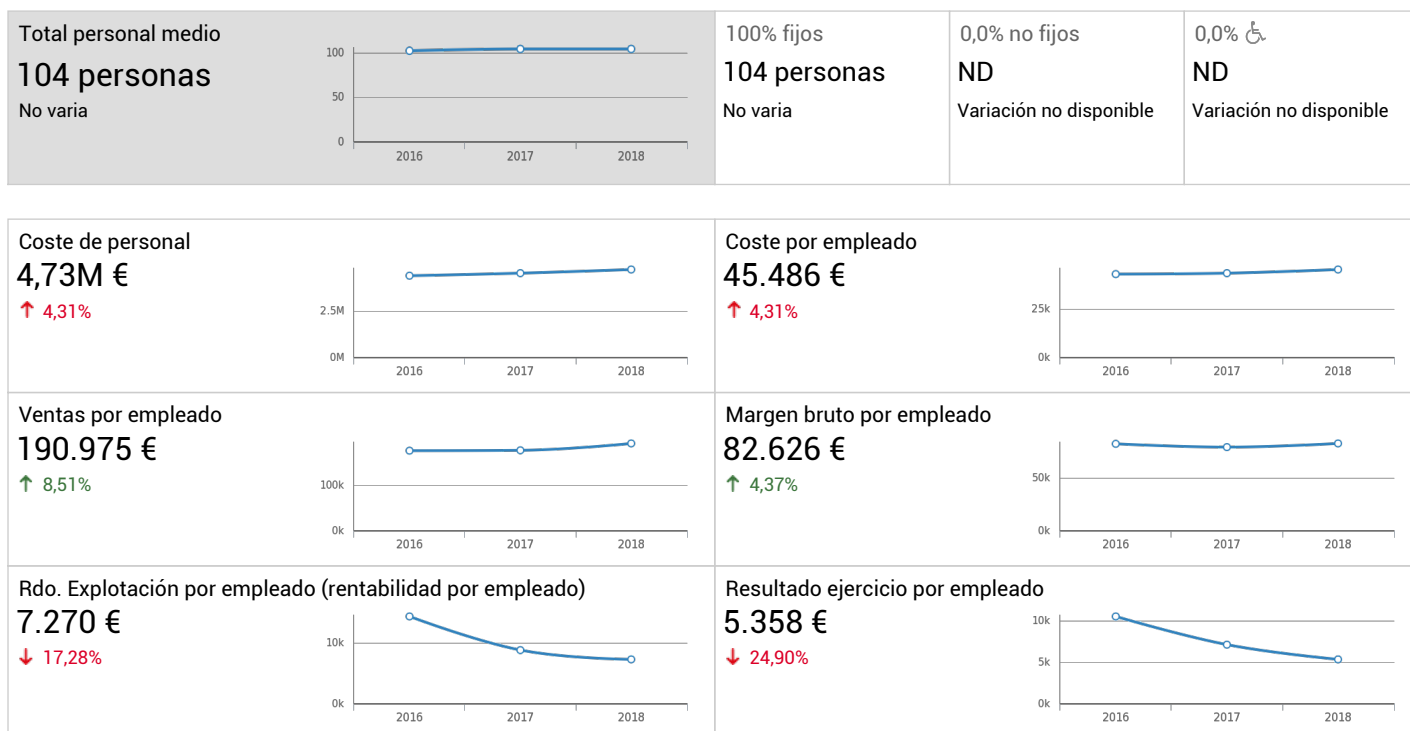 Total personal medio
104 personas
No varia
100
50
0
2016 2017 2018
100% fijos
104 personas
No varia
0,0% no fijos
ND
Variación no disponible
0,0%
ND
Variación no disponible
Coste de personal
4,73M €
↑ 4,31%
2.5M
0M
2016 2017 2018
Coste por empleado
45.486 €
↑ 4,31%
25k
0k
2016 2017 2018
Ventas por empleado
190.975 €
↑ 8,51%
100k
0k
2016 2017 2018
Margen bruto por empleado
82.626 €
↑ 4,37%
50k
0k
2016 2017 2018
Rdo. Explotación por empleado (rentabilidad por empleado)
7.270 €
↓ 17,28%
10k
0k
2016 2017 2018
Resultado ejercicio por empleado
5.358 €
↓ 24,90%
10k
5k
0k
2016 2017 2018